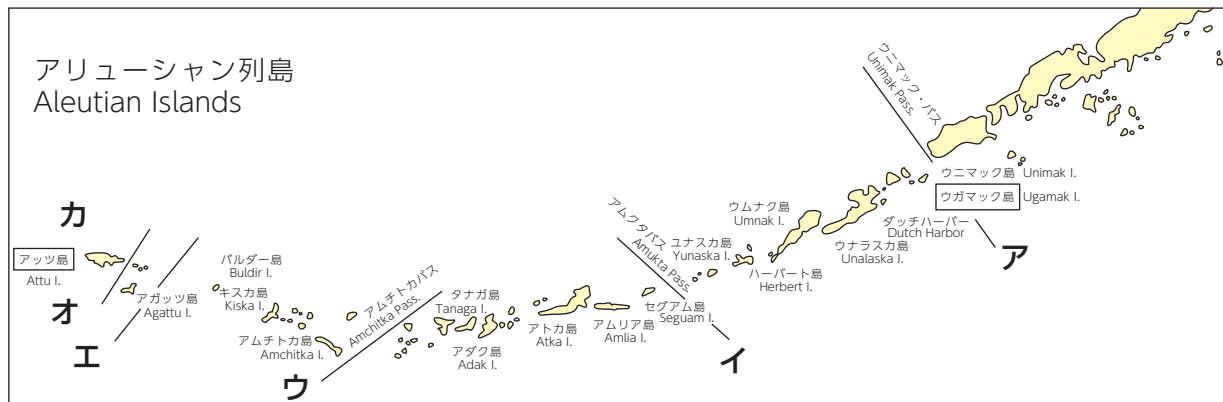 アリューシャン列島
Aleutian Islands
ウニマック・パス
Unimak Pass.
ウニマック島 Unimak I.
ウガマック島 Ugamak I.
ダッチハーバー
Dutch Harbor
ア
ウナラスカ島
Unalaska I.
ウムナク島
Umnak I.
ハーバート島
Herbert I.
ユナスカ島
Yunaska I.
アムクタパス
Amukta Pass.
セグアム島
Seguam I.
イ
アムリア島
Amlia I.
アトカ島
Atka I.
タナガ島
Tanaga I.
アダク島
Adak I.
アムチトカパス
Amchitka Pass.
ウ
アムチトカ島
Amchitka I.
バルダー島
Buldir I.
キスカ島
Kiska I.
アガッツ島
Agattu I.
エ
オ
カ
アッツ島
Attu I.